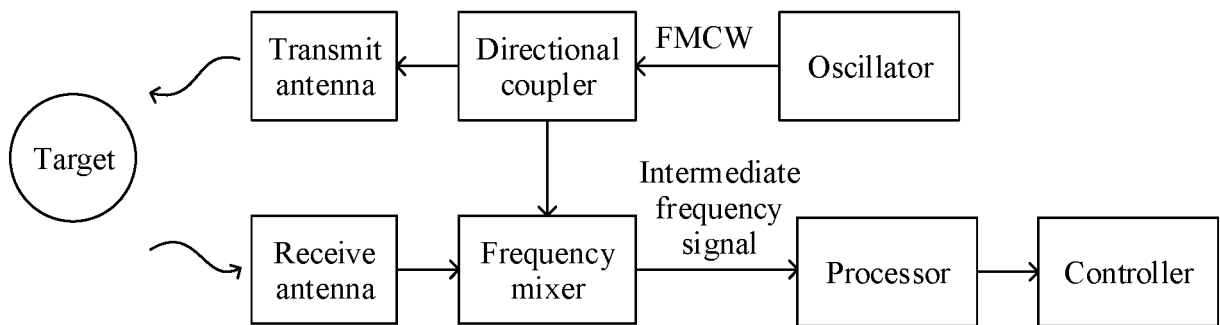 Transmit
antenna
Directional
coupler
FMCW
Oscillator
Target
Intermediate
frequency
signal
Receive
antenna
Frequency
mixer
Processor
Controller